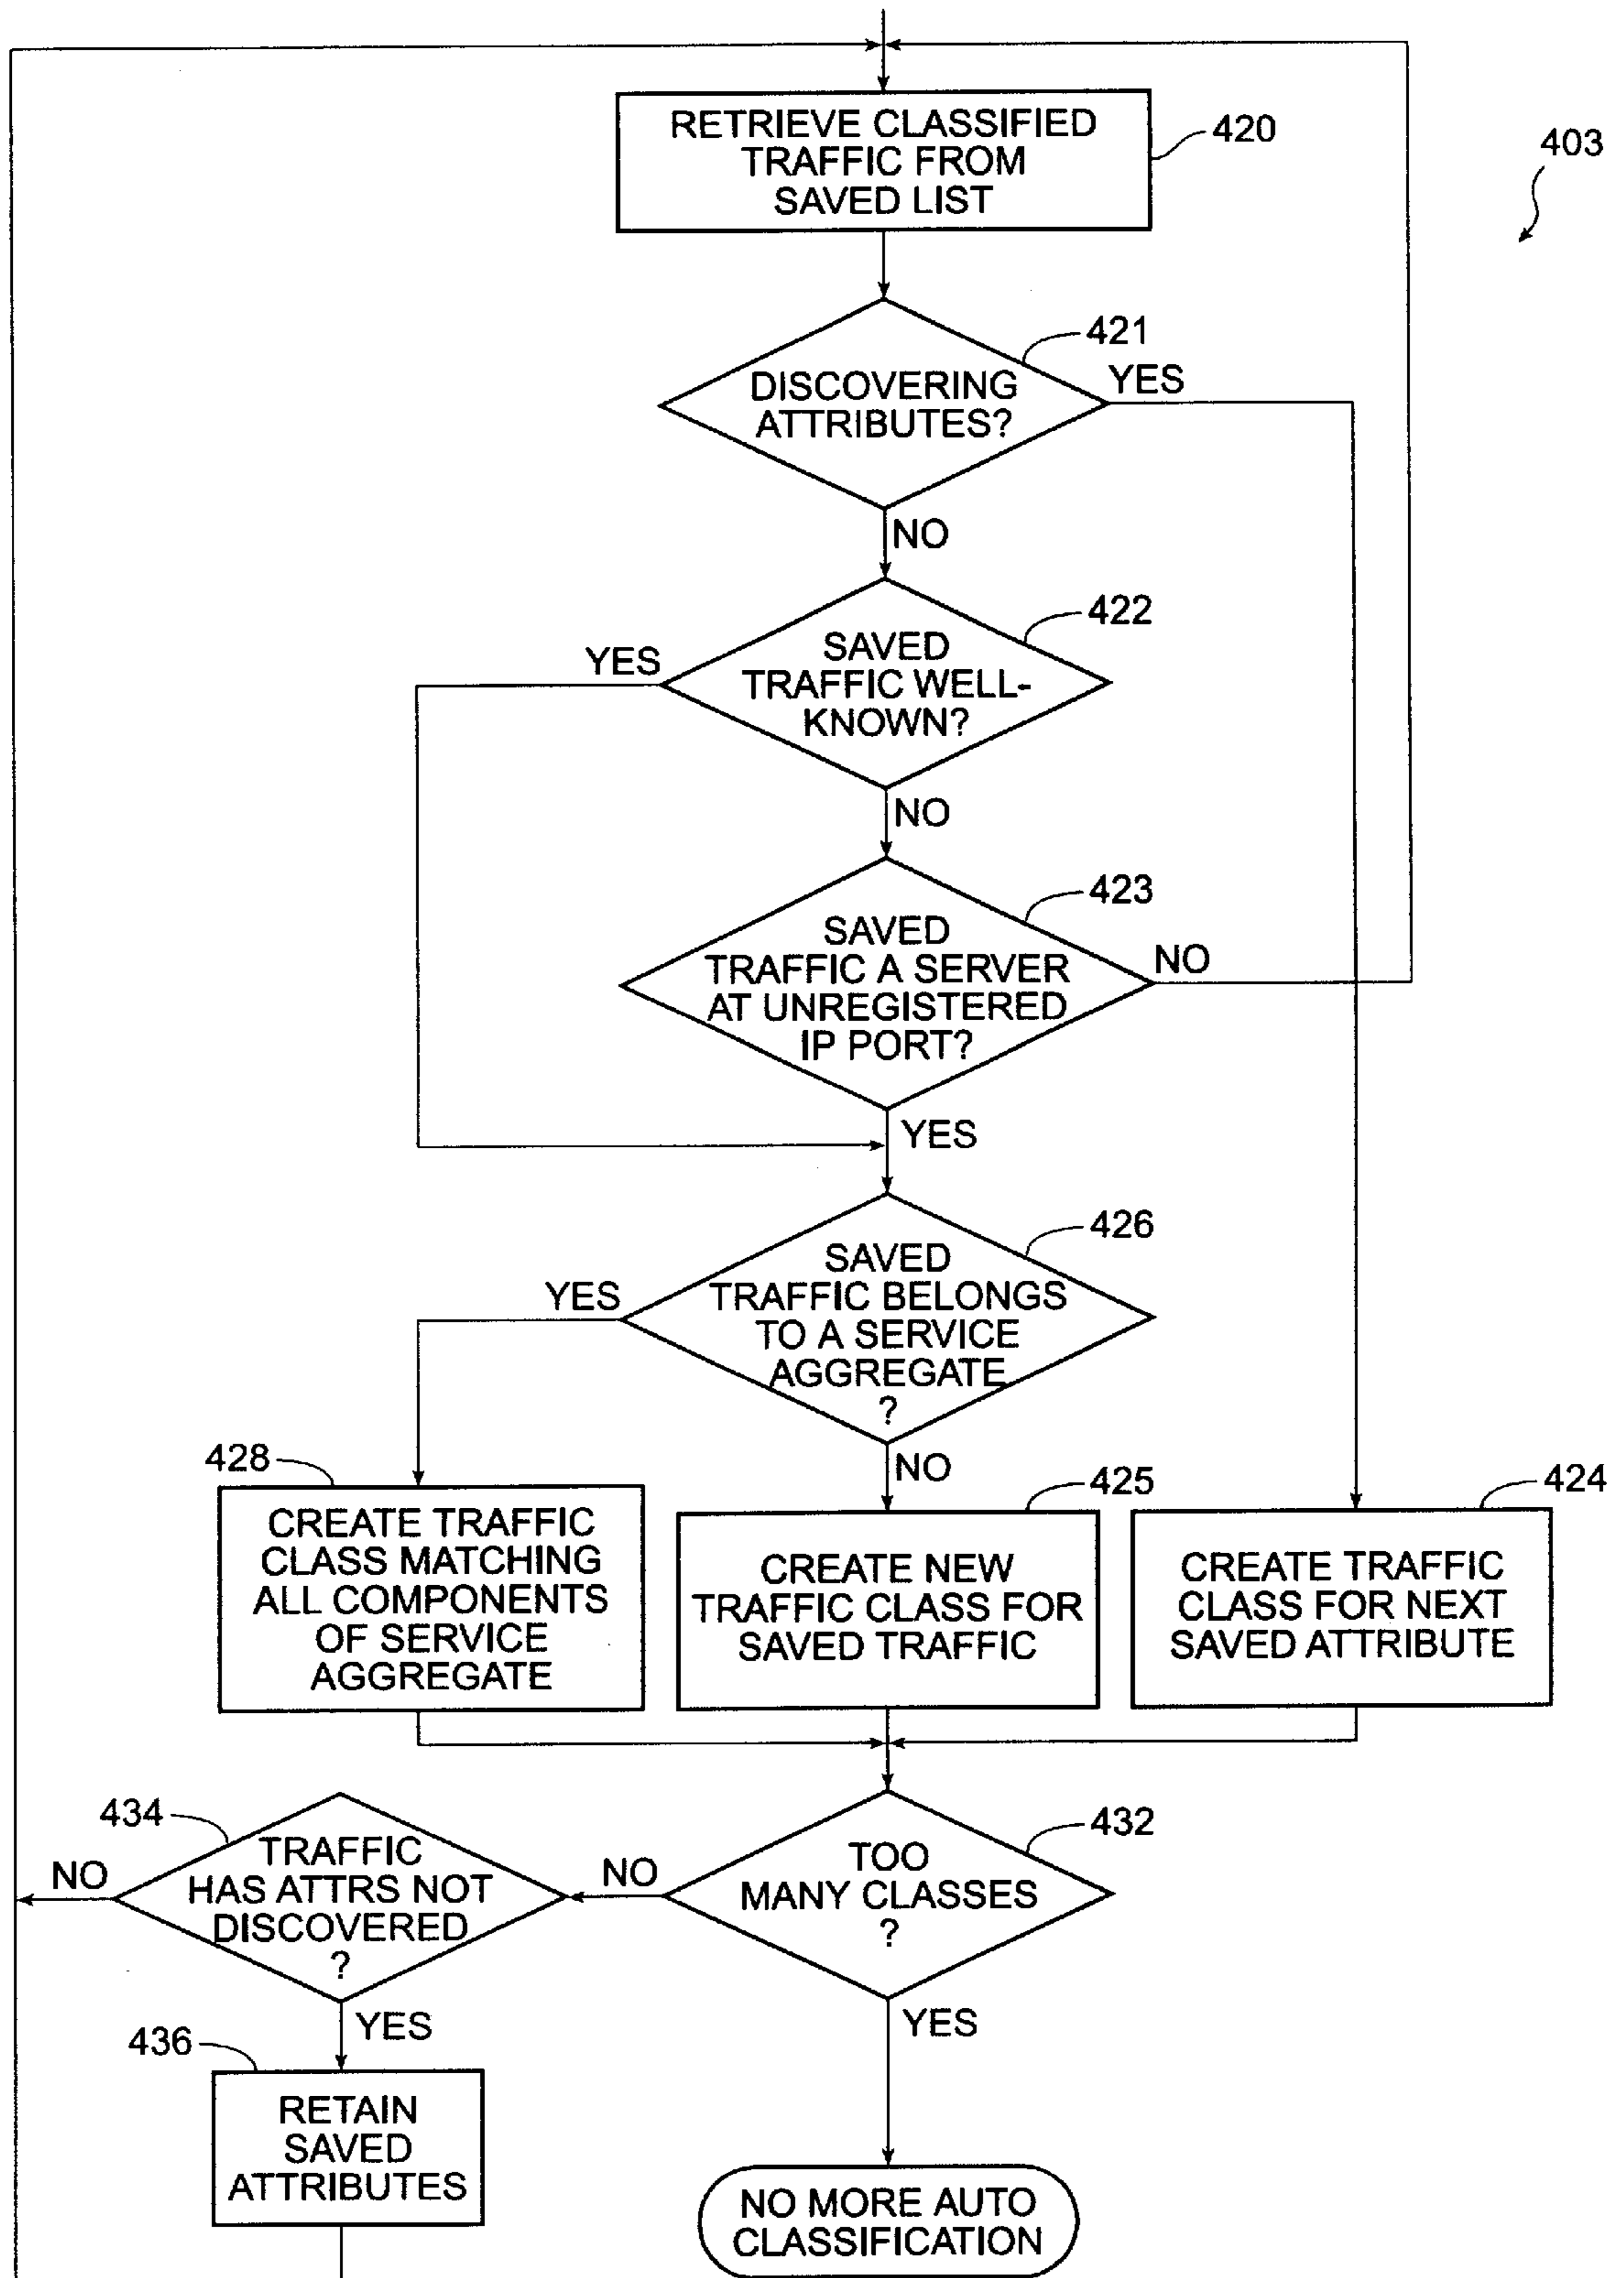 RETRIEVE CLASSIFIED
TRAFFIC FROM
SAVED LIST
420
403
DISCOVERING
ATTRIBUTES?
421
YES
NO
SAVED
TRAFFIC WELL-
KNOWN?
422
YES
NO
SAVED
TRAFFIC A SERVER
AT UNREGISTERED
IP PORT?
423
NO
YES
SAVED
TRAFFIC BELONGS
TO A SERVICE
AGGREGATE
?
426
YES
NO
428
CREATE TRAFFIC
CLASS MATCHING
ALL COMPONENTS
OF SERVICE
AGGREGATE
425
CREATE NEW
TRAFFIC CLASS FOR
SAVED TRAFFIC
424
CREATE TRAFFIC
CLASS FOR NEXT
SAVED ATTRIBUTE
434
TRAFFIC
HAS ATTRS NOT
DISCOVERED
?
NO
NO
432
TOO
MANY CLASSES
?
YES
YES
436
RETAIN
SAVED
ATTRIBUTES
NO MORE AUTO
CLASSIFICATION